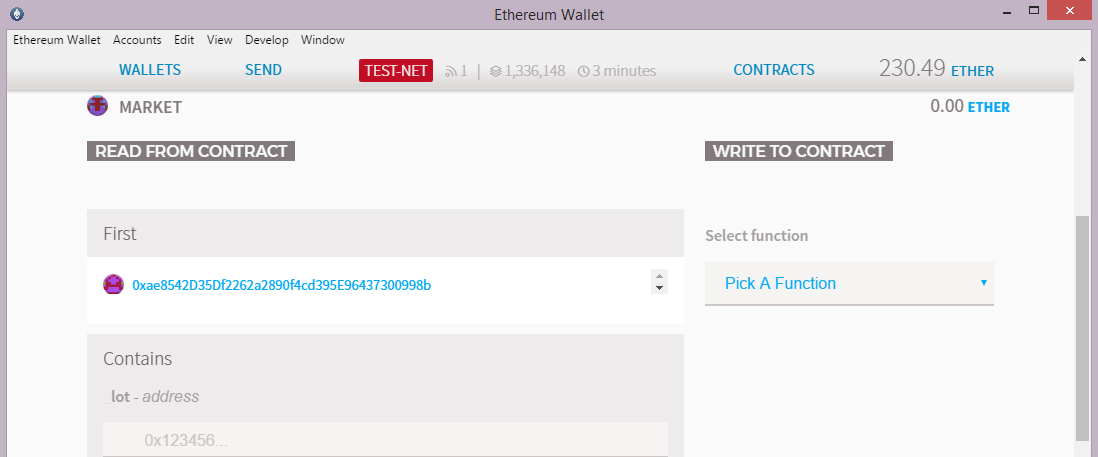 Ethereum Wallet
Ethereum Wallet Accounts Edit View Develop Window
WALLETS SEND TEST-NET 1 | 1,336,148 3 minutes CONTRACTS 230.49 ETHER
MARKET 0.00 ETHER
READ FROM CONTRACT WRITE TO CONTRACT
First
Select function
0xae8542D35Df2262a2890f4cd395E96437300998b
Pick A Function
Contains
_lot - address
0x123456...